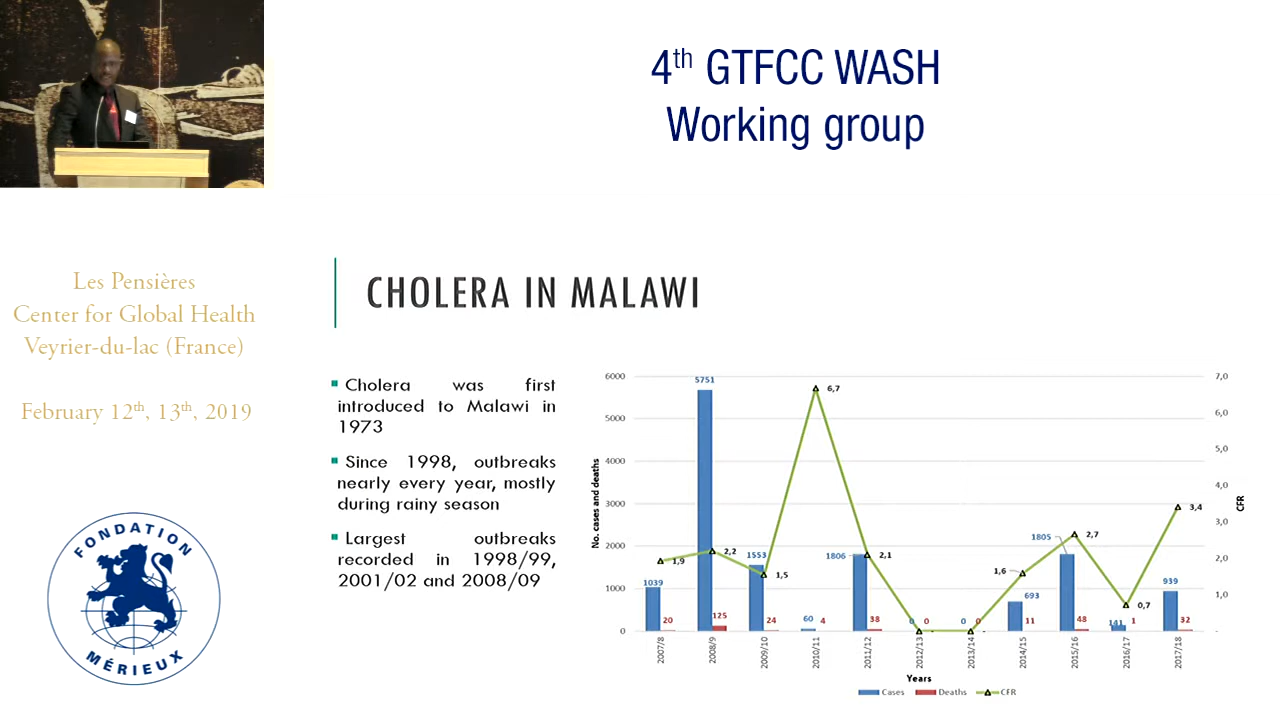 4th GTFCC WASH
Working group
Les Pensières
Center for Global Health
Veyrier-du-lac (France)
February 12th, 13th, 2019
FONDATION
MÉRIEUX
CHOLERA IN MALAWI
Cholera was first
introduced to Malawi in
1973
Since 1998, outbreaks
nearly every year, mostly
during rainy season
Largest outbreaks
recorded in 1998/99,
2001/02 and 2008/09
No. cases and deaths
6000
5000
4000
3000
2000
1000
0
7,0
6,0
5,0
4,0
3,0
2,0
1,0
-
CFR
1039
5751
1553
60
1806
0
0
693
1805
141
939
20
125
24
4
38
0
0
11
48
1
32
1,9
2,2
1,5
6,7
2,1
-
-
1,6
2,7
0,7
3,4
2007/8
2008/9
2009/10
2010/11
2011/12
2012/13
2013/14
2014/15
2015/16
2016/17
2017/18
Years
Cases
Deaths
CFR